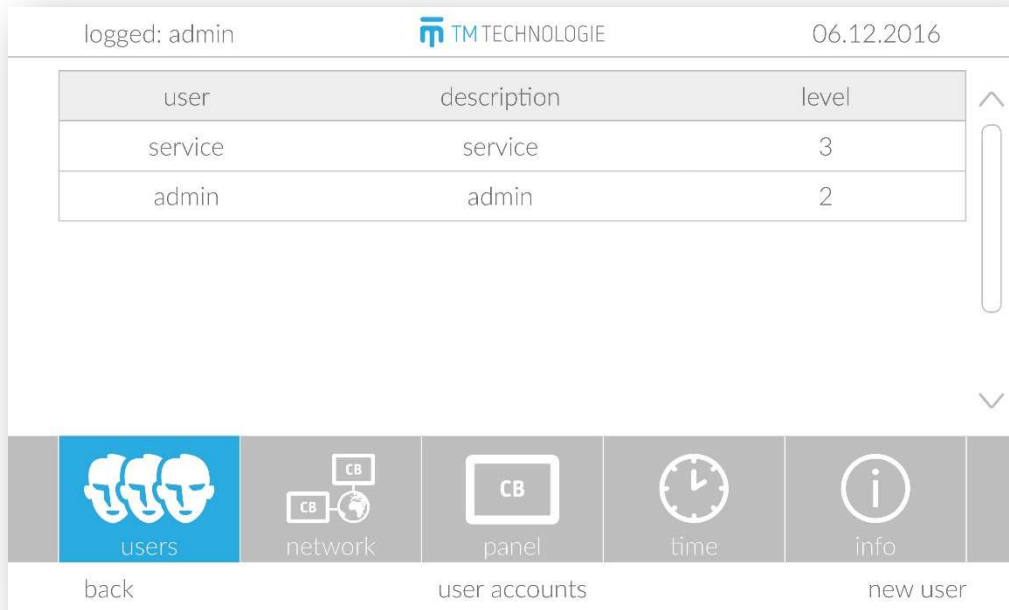 logged: admin TM TECHNOLOGIE 06.12.2016
user description level
service service 3
admin admin 2
CB
CB CB
users network panel time info
back user accounts new user